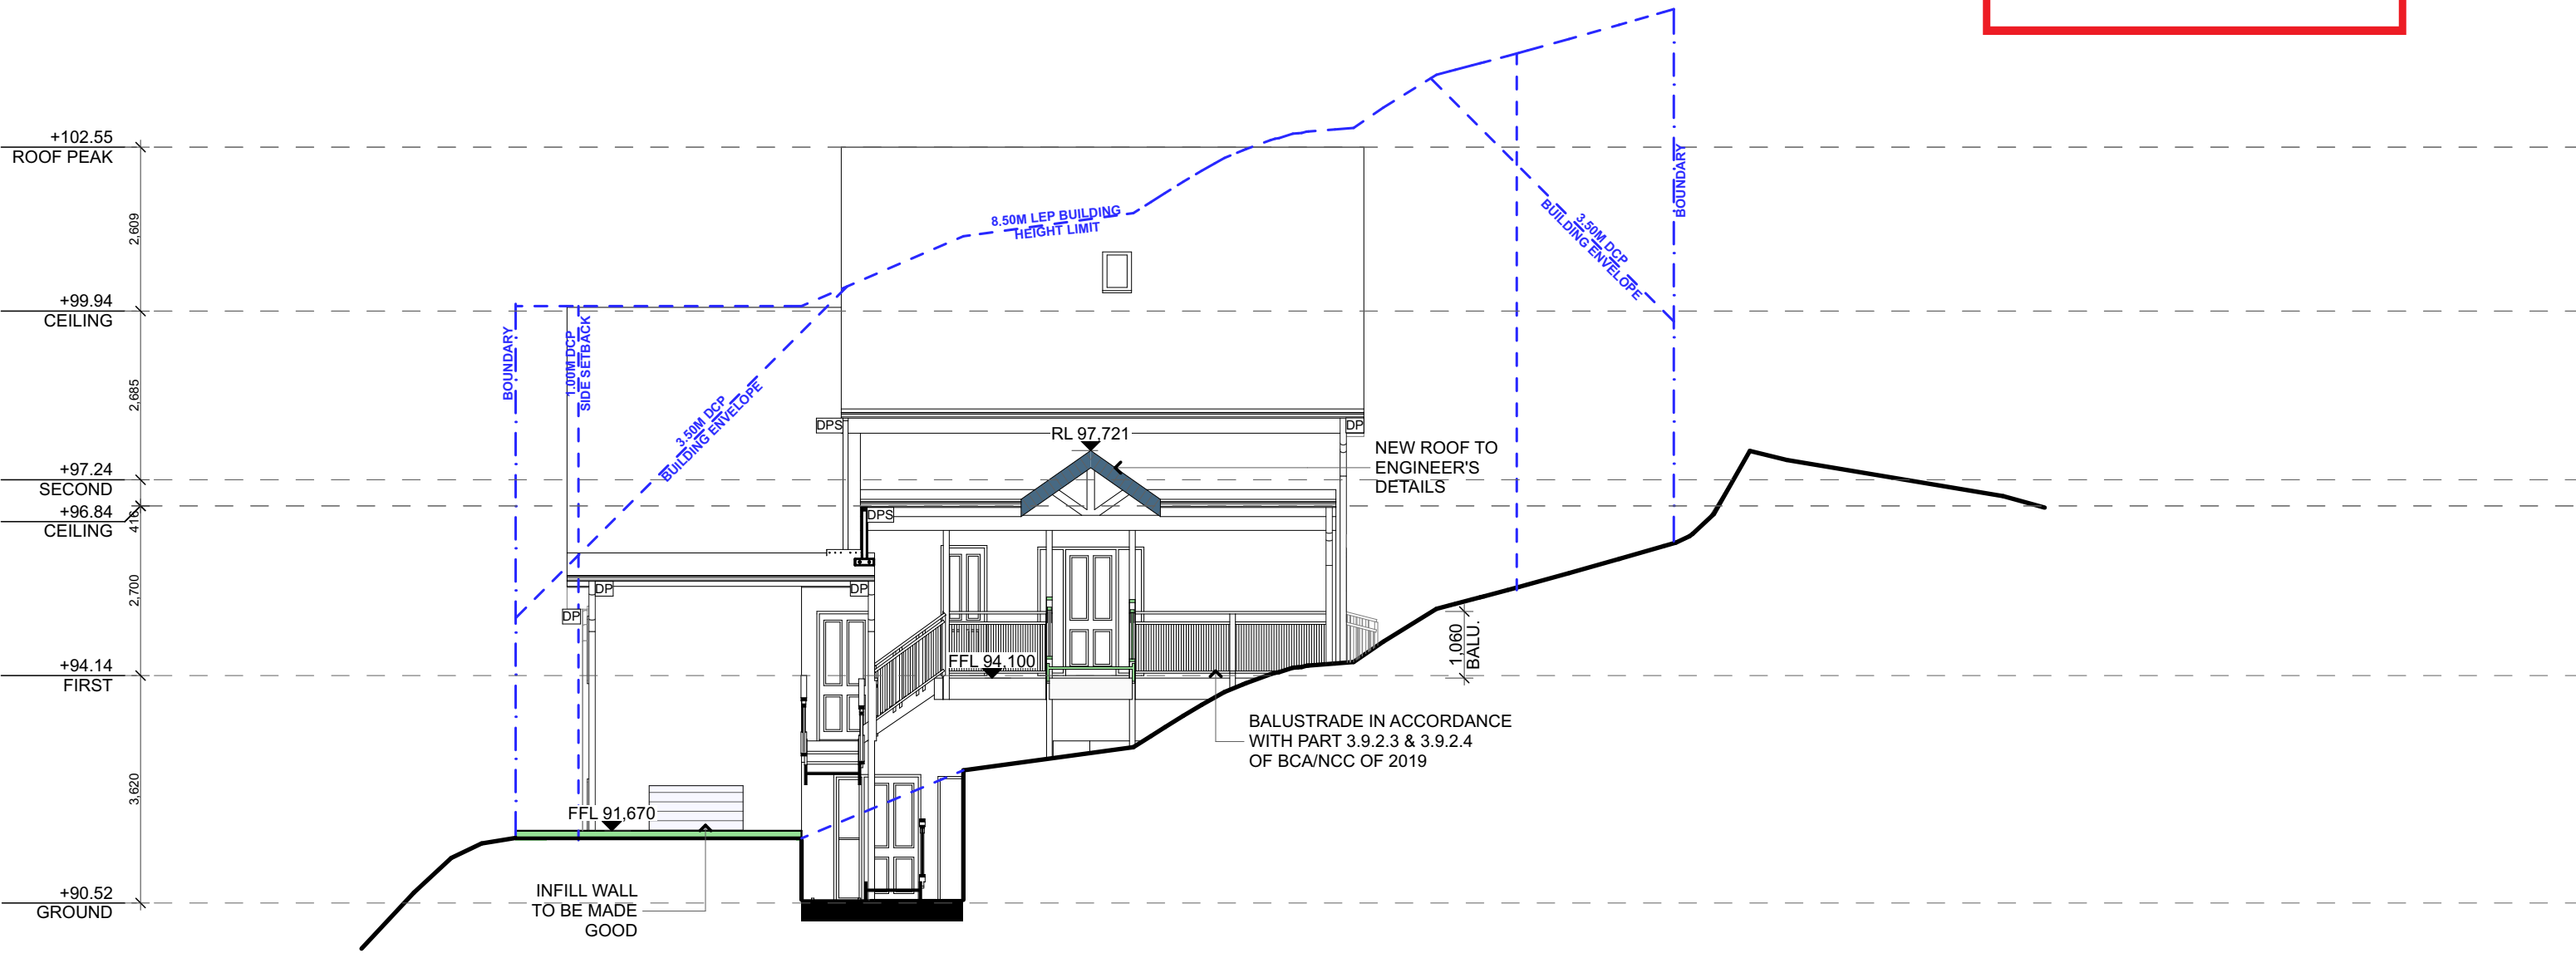 +102.55
ROOF PEAK
2,609
+99.94
CEILING
2,685
+97.24
SECOND
416
+96.84
CEILING
2,700
+94.14
FIRST
3,620
+90.52
GROUND
BOUNDARY
1.00M DCP
SIDE SETBACK
3.50M DCP
BUILDING ENVELOPE
8.50M LEP BUILDING
HEIGHT LIMIT
3.50M DCP
BUILDING ENVELOPE
BOUNDARY
DPS
DP
RL 97,721
NEW ROOF TO
ENGINEER'S
DETAILS
DPS
DP
DP
DP
FFL 94,100
1,060
BALU.
BALUSTRADE IN ACCORDANCE
WITH PART 3.9.2.3 & 3.9.2.4
OF BCA/NCC OF 2019
FFL 91,670
INFILL WALL
TO BE MADE
GOOD